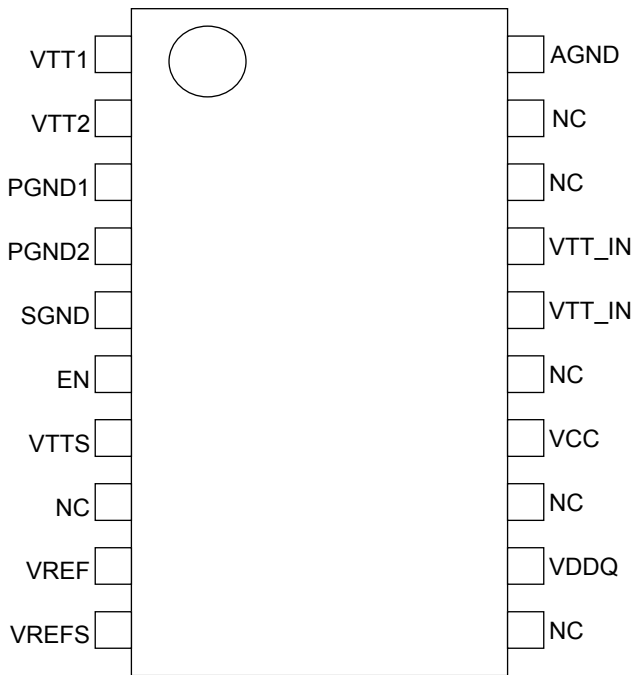 VTT1
AGND
VTT2
NC
PGND1
NC
PGND2
VTT_IN
SGND
VTT_IN
EN
NC
VTTS
VCC
NC
NC
VREF
VDDQ
VREFS
NC